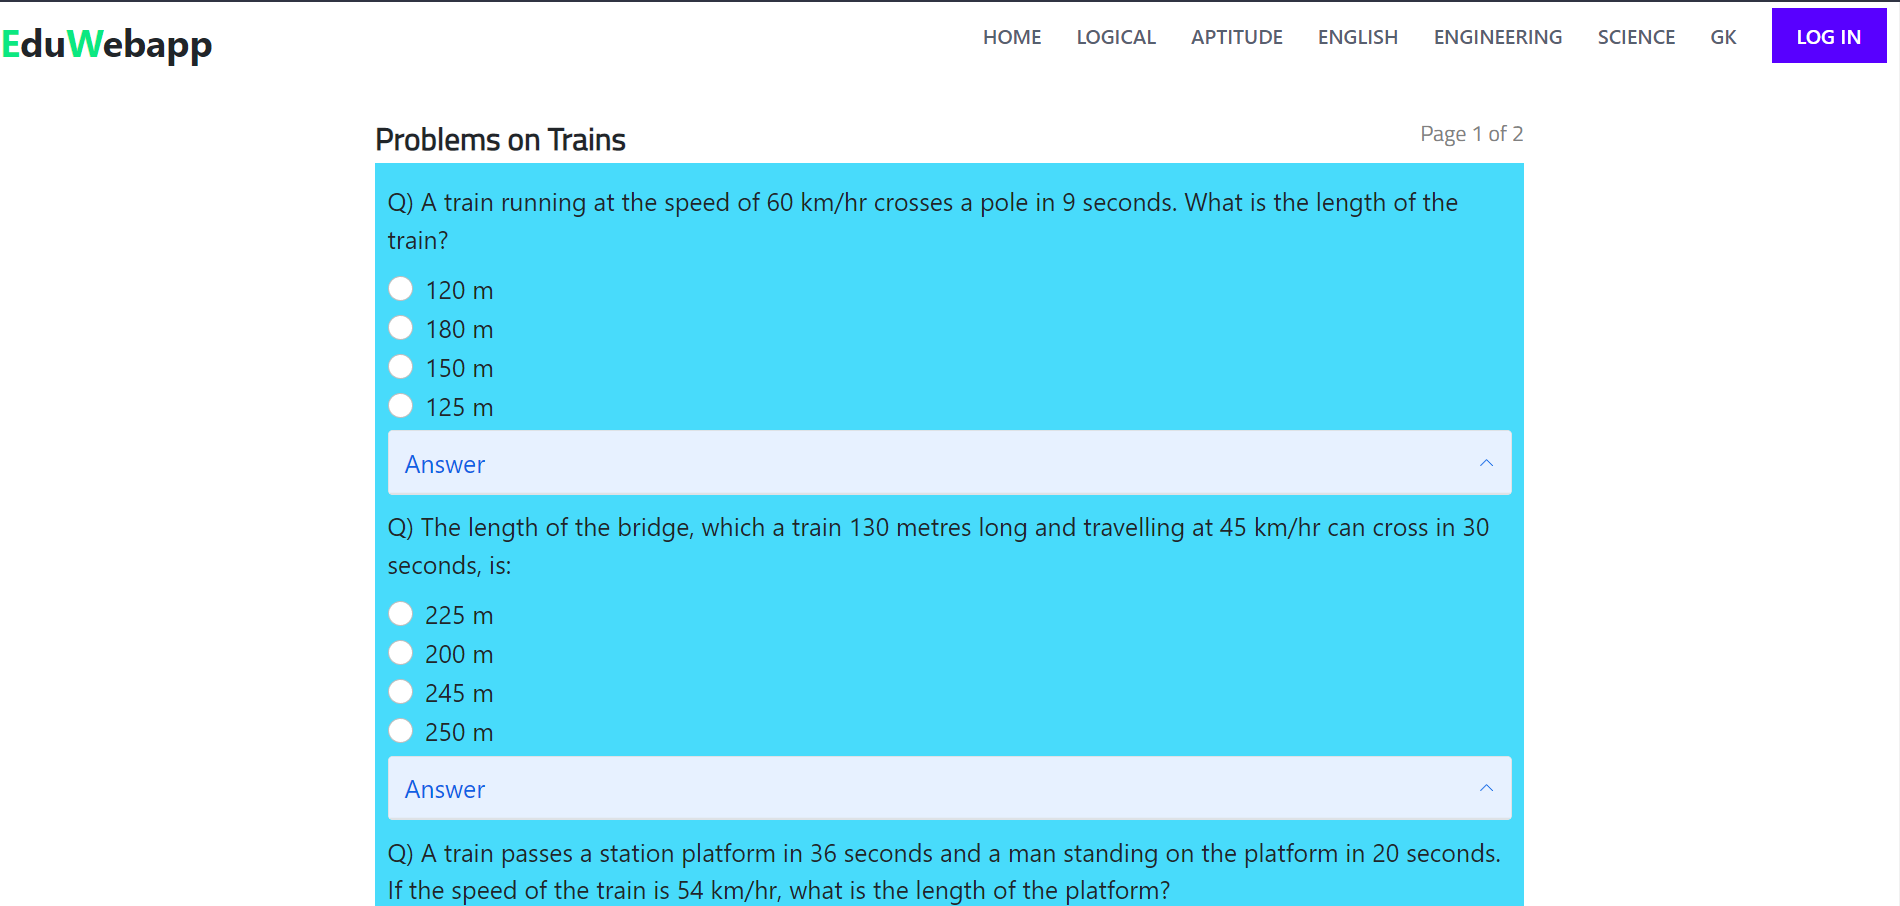 EduWebapp
HOME LOGICAL APTITUDE ENGLISH ENGINEERING SCIENCE GK LOG IN
Problems on Trains
Page 1 of 2
Q) A train running at the speed of 60 km/hr crosses a pole in 9 seconds. What is the length of the
train?
120 m
180 m
150 m
125 m
Answer
Q) The length of the bridge, which a train 130 metres long and travelling at 45 km/hr can cross in 30
seconds, is:
225 m
200 m
245 m
250 m
Answer
Q) A train passes a station platform in 36 seconds and a man standing on the platform in 20 seconds.
If the speed of the train is 54 km/hr, what is the length of the platform?